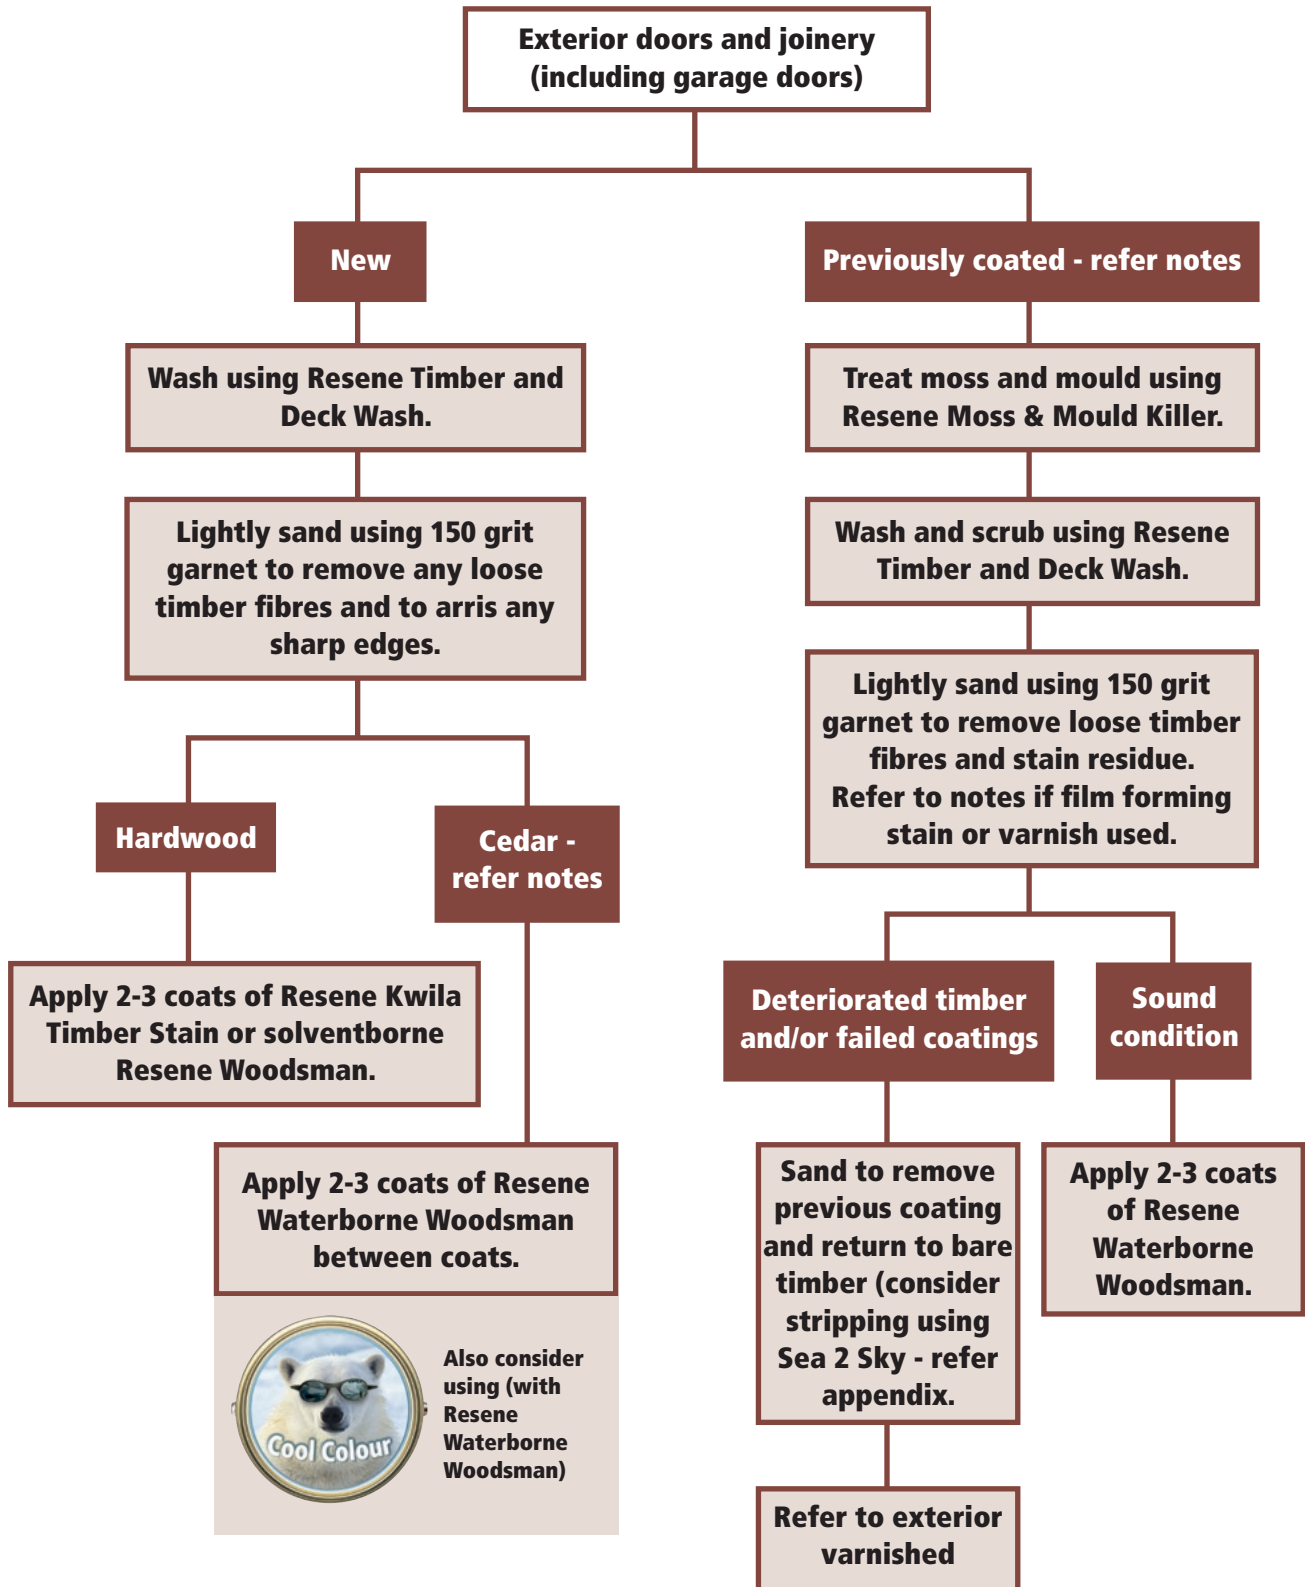 Exterior doors and joinery
(including garage doors)
New
Wash using Resene Timber and
Deck Wash.
Lightly sand using 150 grit
garnet to remove any loose
timber fibres and to arris any
sharp edges.
Hardwood
Apply 2-3 coats of Resene Kwila
Timber Stain or solventborne
Resene Woodsman.
Cedar -
refer notes
Apply 2-3 coats of Resene
Waterborne Woodsman
between coats.
Cool Colour
Also consider
using (with
Resene
Waterborne
Woodsman)
Previously coated - refer notes
Treat moss and mould using
Resene Moss & Mould Killer.
Wash and scrub using Resene
Timber and Deck Wash.
Lightly sand using 150 grit
garnet to remove loose timber
fibres and stain residue.
Refer to notes if film forming
stain or varnish used.
Deteriorated timber
and/or failed coatings
Sand to remove
previous coating
and return to bare
timber (consider
stripping using
Sea 2 Sky - refer
appendix.
Refer to exterior
varnished
Sound
condition
Apply 2-3 coats
of Resene
Waterborne
Woodsman.